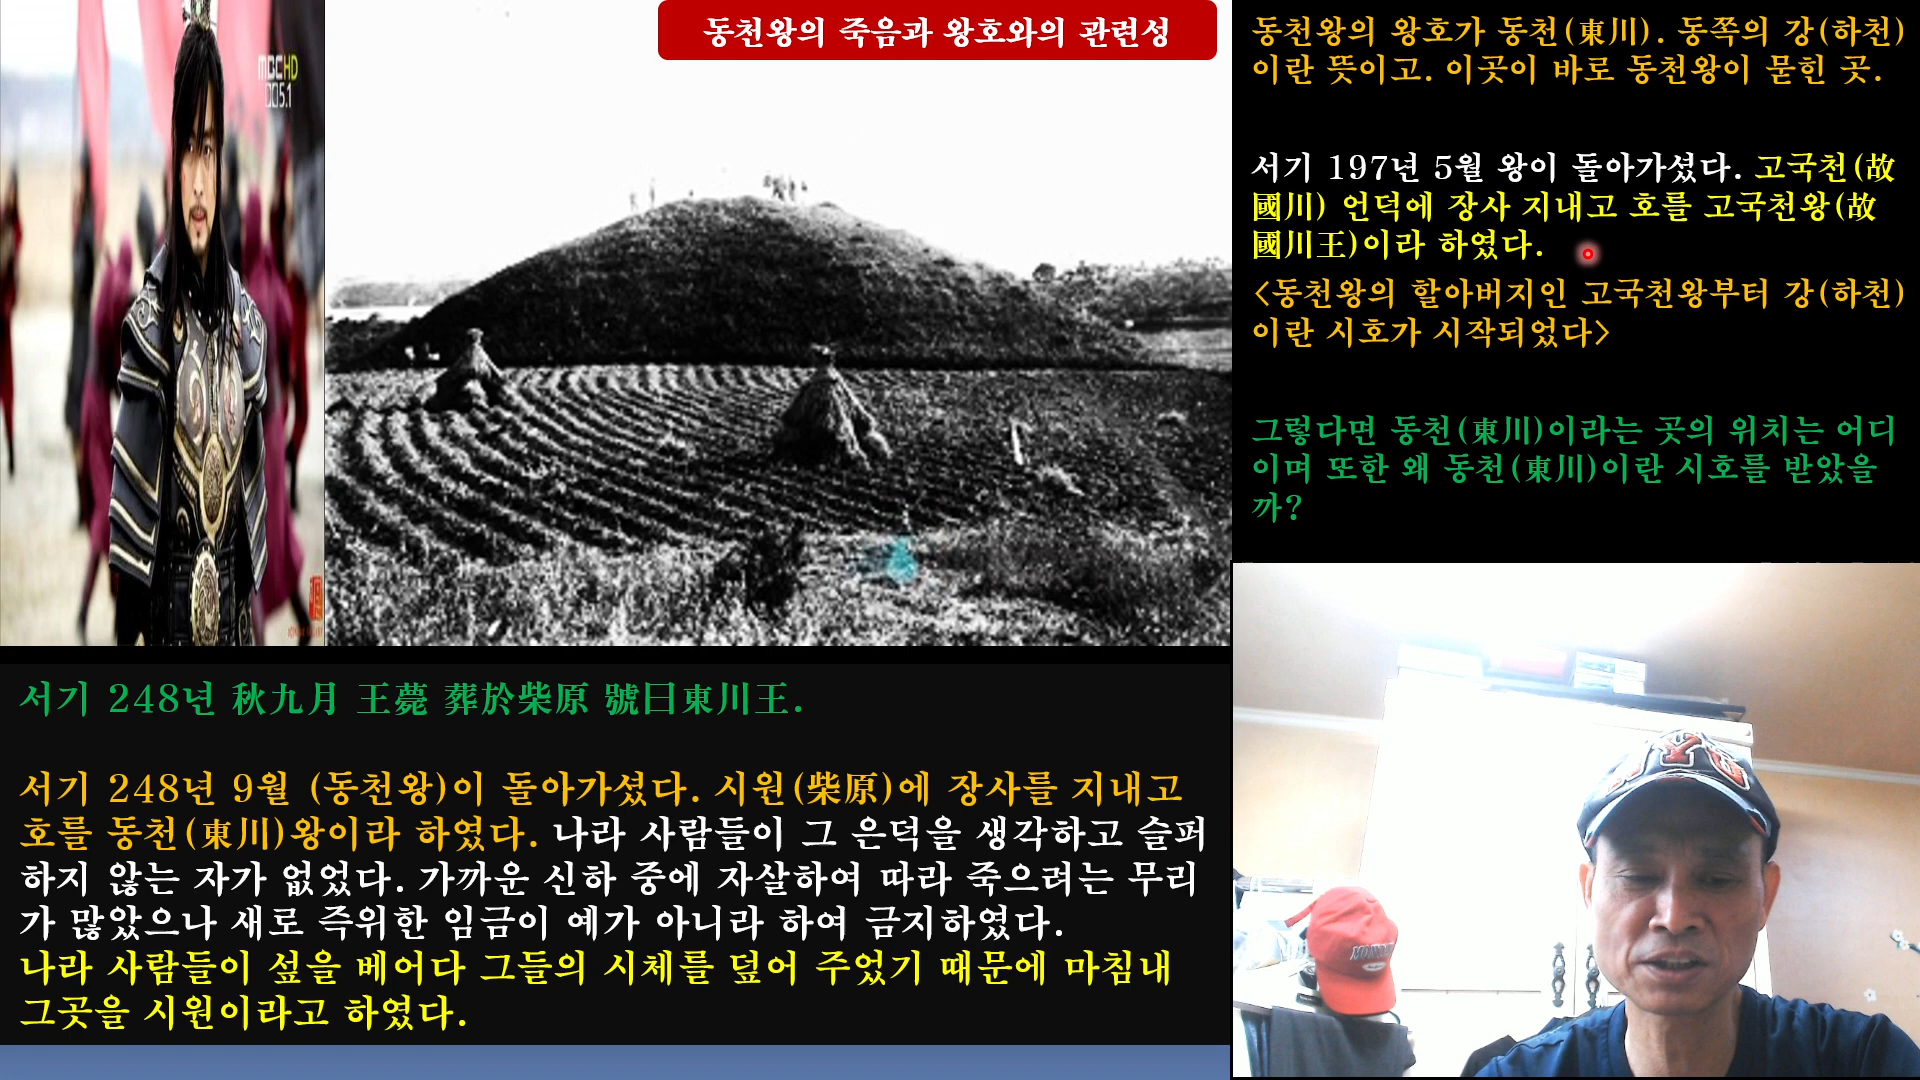 동천왕의 죽음과 왕호와의 관련성
MBC HD
005.1
동천왕의 왕호가 동천(東川). 동쪽의 강(하천)
이란 뜻이고. 이곳이 바로 동천왕이 묻힌 곳.
서기 197년 5월 왕이 돌아가셨다. 고국천(故
國川) 언덕에 장사 지내고 호를 고국천왕(故
國川王)이라 하였다.
<동천왕의 할아버지인 고국천왕부터 강(하천)
이란 시호가 시작되었다>
그렇다면 동천(東川)이라는 곳의 위치는 어디
이며 또한 왜 동천(東川)이란 시호를 받았을
까?
서기 248년 秋九月 王薨 葬於柴原 號曰東川王.
서기 248년 9월 (동천왕)이 돌아가셨다. 시원(柴原)에 장사를 지내고
호를 동천(東川)왕이라 하였다. 나라 사람들이 그 은덕을 생각하고 슬퍼
하지 않는 자가 없었다. 가까운 신하 중에 자살하여 따라 죽으려는 무리
가 많았으나 새로 즉위한 임금이 예가 아니라 하여 금지하였다.
나라 사람들이 섶을 베어다 그들의 시체를 덮어 주었기 때문에 마침내
그곳을 시원이라고 하였다.